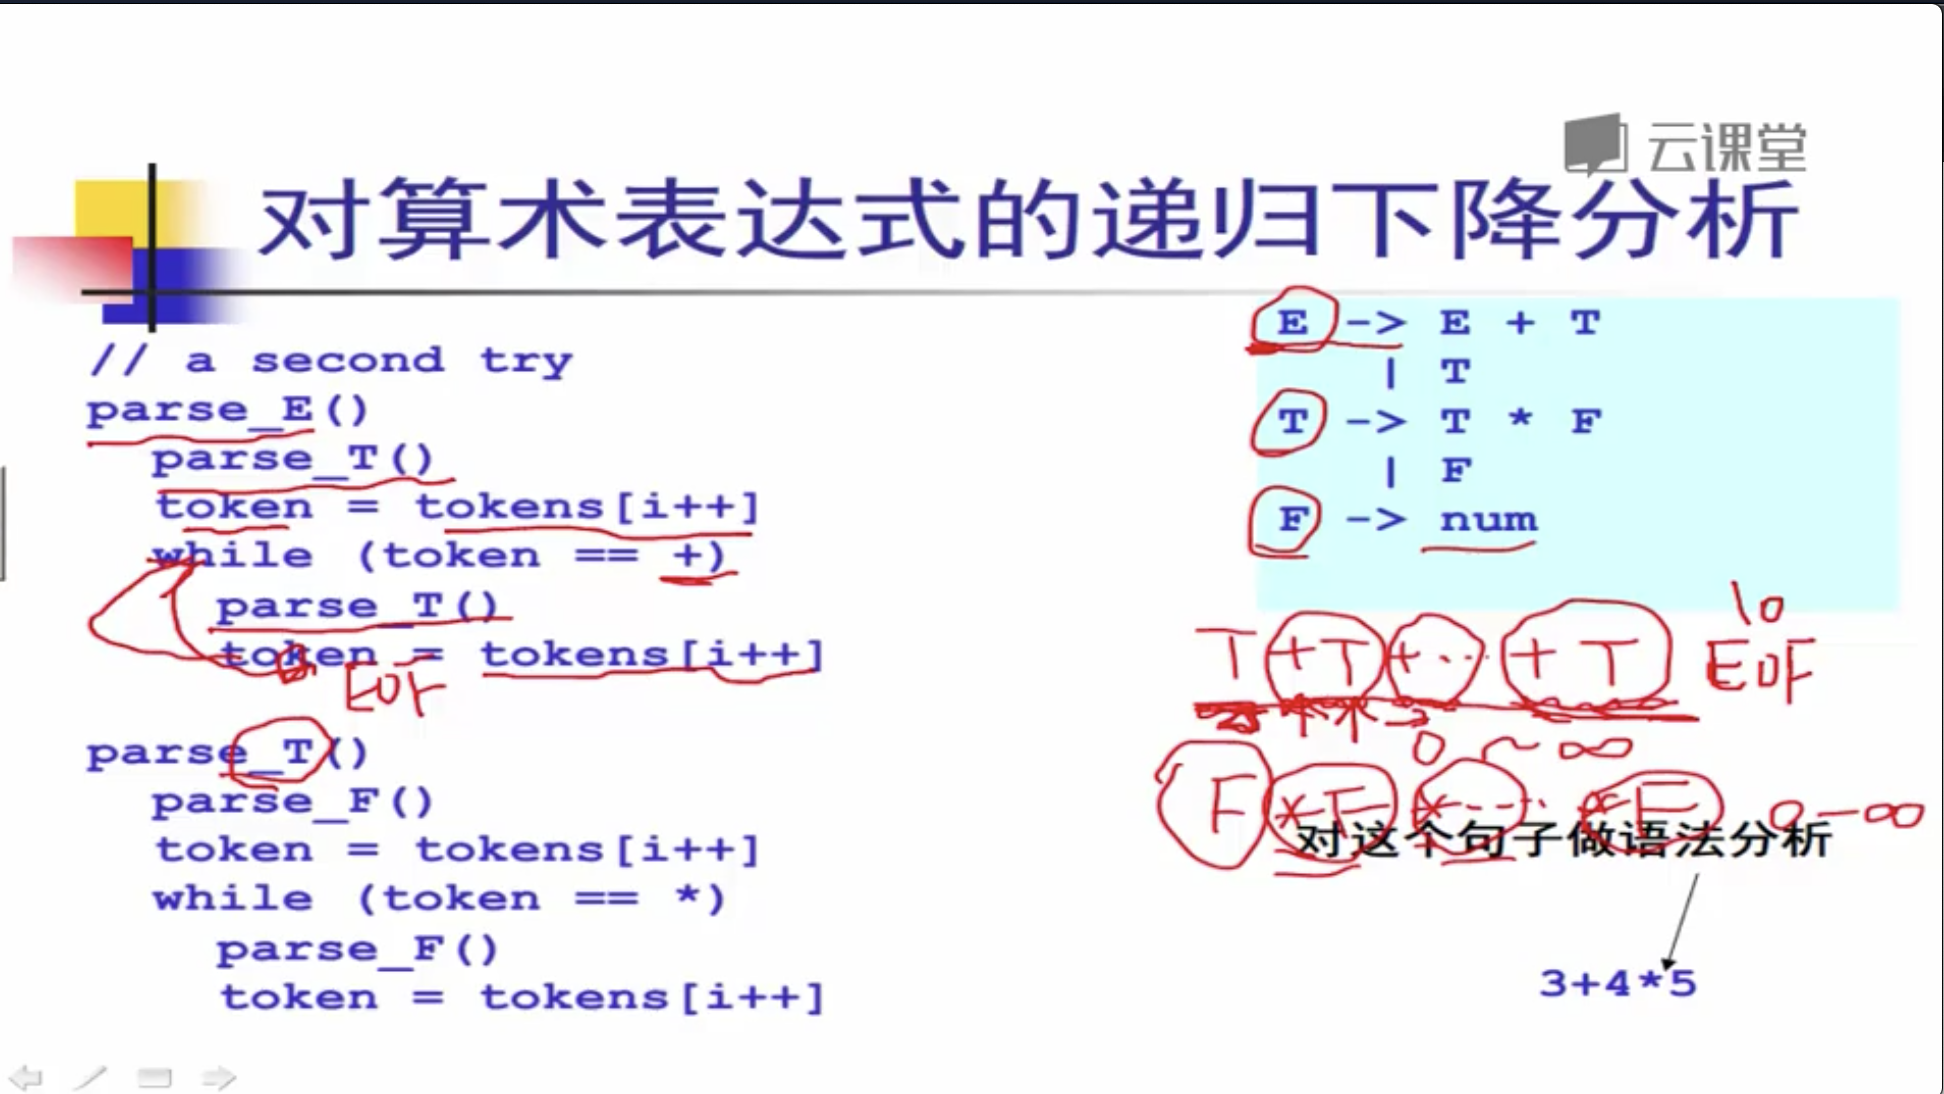 云课堂
对算术表达式的递归下降分析
// a second try
parse_E()
parse_T()
token = tokens[i++]
while (token == +)
parse_T()
token = tokens[i++]
EOF
parse_T()
parse_F()
token = tokens[i++]
while (token == *)
parse_F()
token = tokens[i++]
E -> E + T
| T
T -> T * F
| F
F -> num
\0
T + T + ... + T EOF
0 ~ ∞
F * F * ... * F 0 - ∞
对这个句子做语法分析
3+4*5